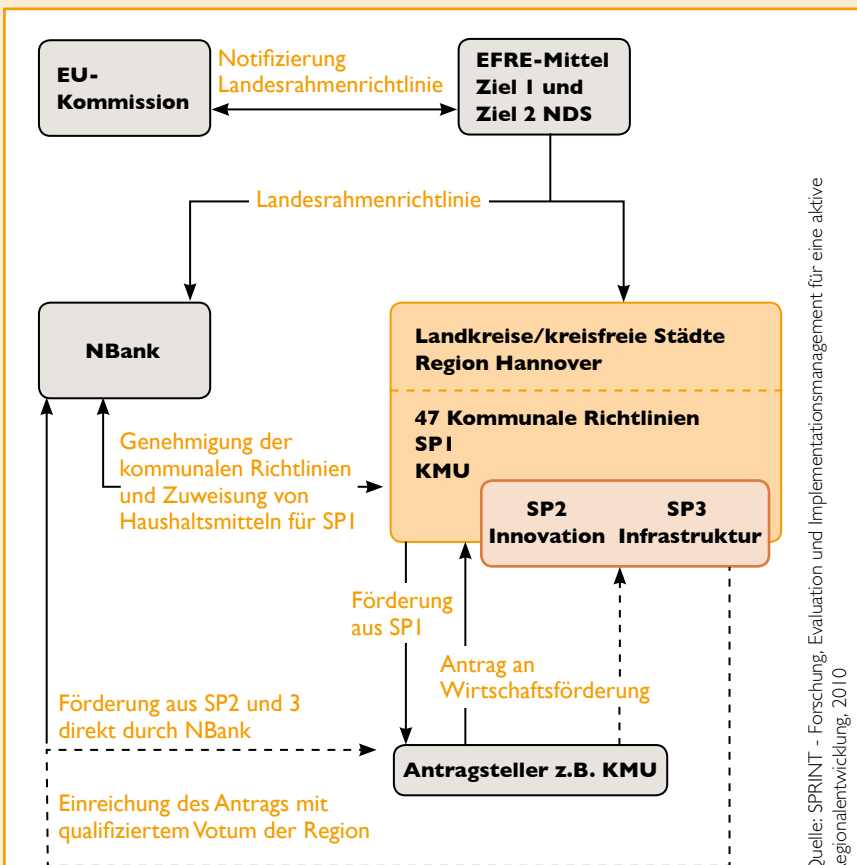 EU-
Kommission
Notifizierung
Landesrahmenrichtlinie
EFRE-Mittel
Ziel 1 und
Ziel 2 NDS
Landesrahmenrichtlinie
NBank
Landkreise/kreisfreie Städte
Region Hannover
47 Kommunale Richtlinien
SP1
KMU
SP2
Innovation
SP3
Infrastruktur
Genehmigung der
kommunalen Richtlinien
und Zuweisung von
Haushaltsmitteln für SP1
Förderung
aus SP1
Antrag an
Wirtschaftsförderung
Förderung aus SP2 und 3
direkt durch NBank
Antragsteller z.B. KMU
Einreichung des Antrags mit
qualifiziertem Votum der Region
Quelle: SPRINT - Forschung, Evaluation und Implementationsmanagement für eine aktive
Regionalentwicklung, 2010